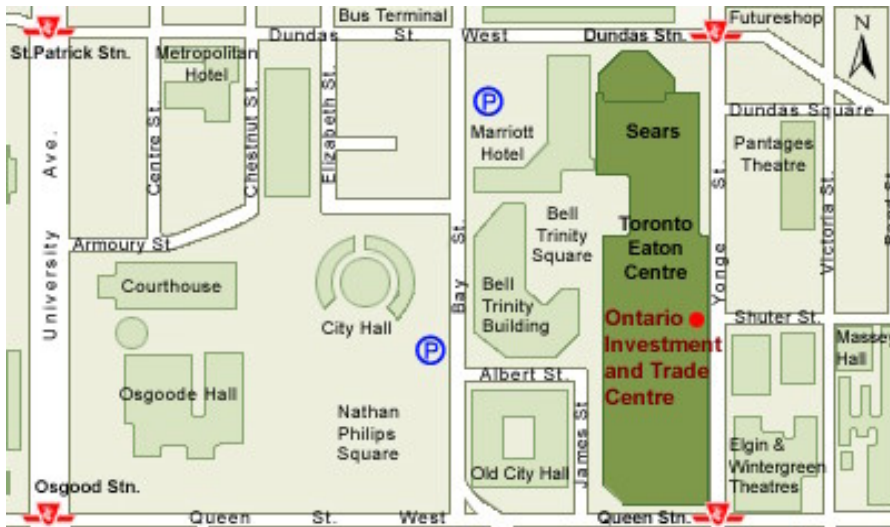 Bus Terminal
Futureshop
N
Dundas St. West
Dundas Stn.
St.Patrick Stn.
Metropolitan
Hotel
P
Dundas Square
Sears
Marriott
Hotel
Pantages
Theatre
University Ave.
Centre St.
Chestnut St.
Elizabeth St.
Bay St.
Yonge St.
Victoria St.
Armoury St.
Bell
Trinity
Square
Toronto
Eaton
Centre
Courthouse
City Hall
Bell
Trinity
Building
Ontario
Investment
and Trade
Centre
Shuter St.
Massey
Hall
P
Albert St.
James St
Osgoode Hall
Nathan
Philips
Square
Old City Hall
Elgin &
Wintergreen
Theatres
Osgood Stn.
Queen St. West
Queen Stn.